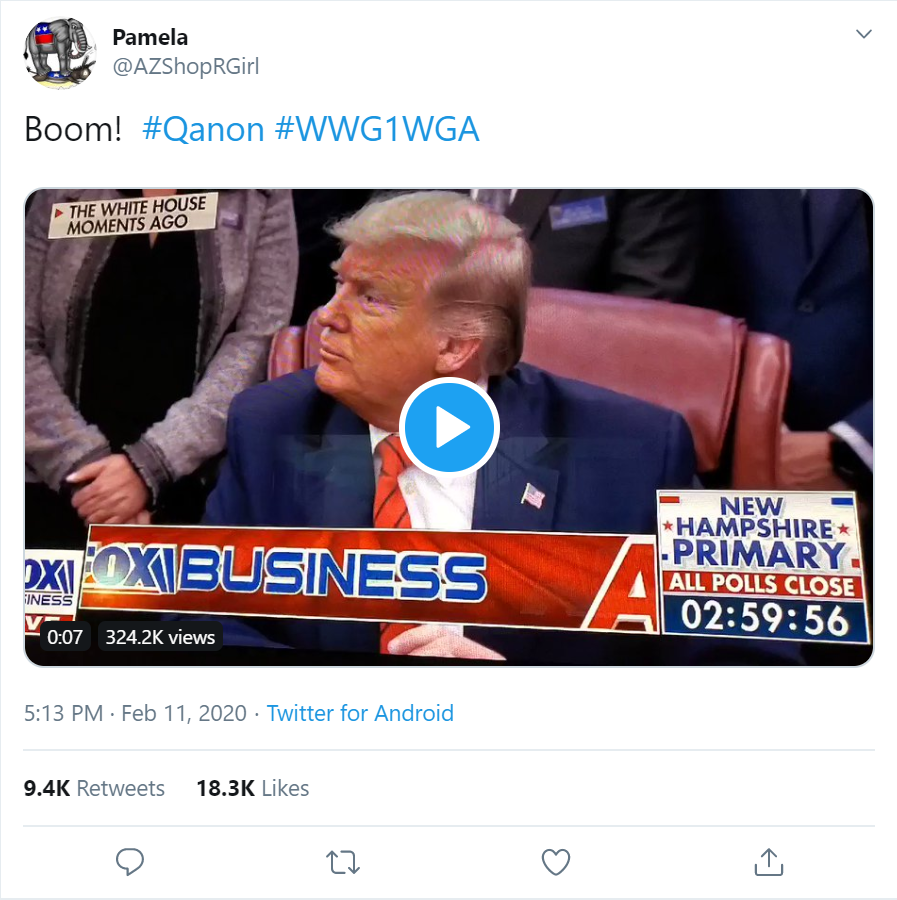 Pamela
@AZShopRGirl
Boom! #Qanon #WWG1WGA
THE WHITE HOUSE
MOMENTS AGO
FOX BUSINESS
NEW
HAMPSHIRE
PRIMARY
ALL POLLS CLOSE
02:59:56
OX
INESS
0:07 324.2K views
5:13 PM · Feb 11, 2020 · Twitter for Android
9.4K Retweets 18.3K Likes